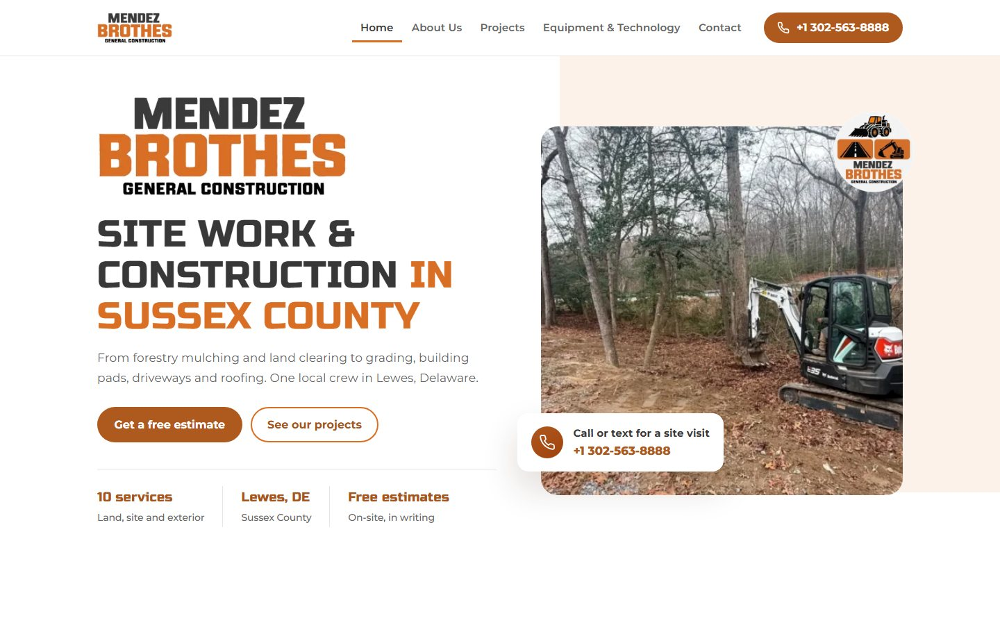 MENDEZ
BROTHES
GENERAL CONSTRUCTION
Home
About Us
Projects
Equipment & Technology
Contact
+1 302-563-8888
MENDEZ
BROTHES
GENERAL CONSTRUCTION
SITE WORK &
CONSTRUCTION IN
SUSSEX COUNTY
From forestry mulching and land clearing to grading, building
pads, driveways and roofing. One local crew in Lewes, Delaware.
Get a free estimate
See our projects
10 services
Land, site and exterior
Lewes, DE
Sussex County
Free estimates
On-site, in writing
MENDEZ
BROTHES
GENERAL CONSTRUCTION
E35
Bobcat
Call or text for a site visit
+1 302-563-8888